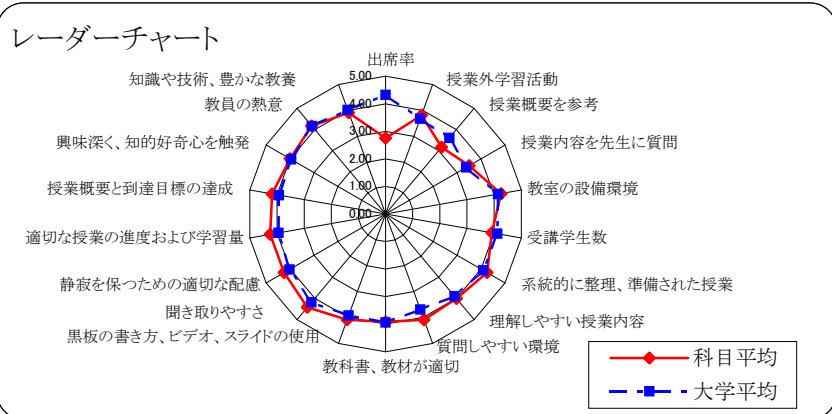 レーダーチャート
出席率
授業外学習活動
授業概要を参考
授業内容を先生に質問
教室の設備環境
受講学生数
系統的に整理、準備された授業
理解しやすい授業内容
質問しやすい環境
教科書、教材が適切
黒板の書き方、ビデオ、スライドの使用
聞き取りやすさ
静寂を保つための適切な配慮
適切な授業の進度および学習量
授業概要と到達目標の達成
興味深く、知的好奇心を触発
教員の熱意
知識や技術、豊かな教養
5.00
4.00
3.00
2.00
1.00
0.00
科目平均
大学平均